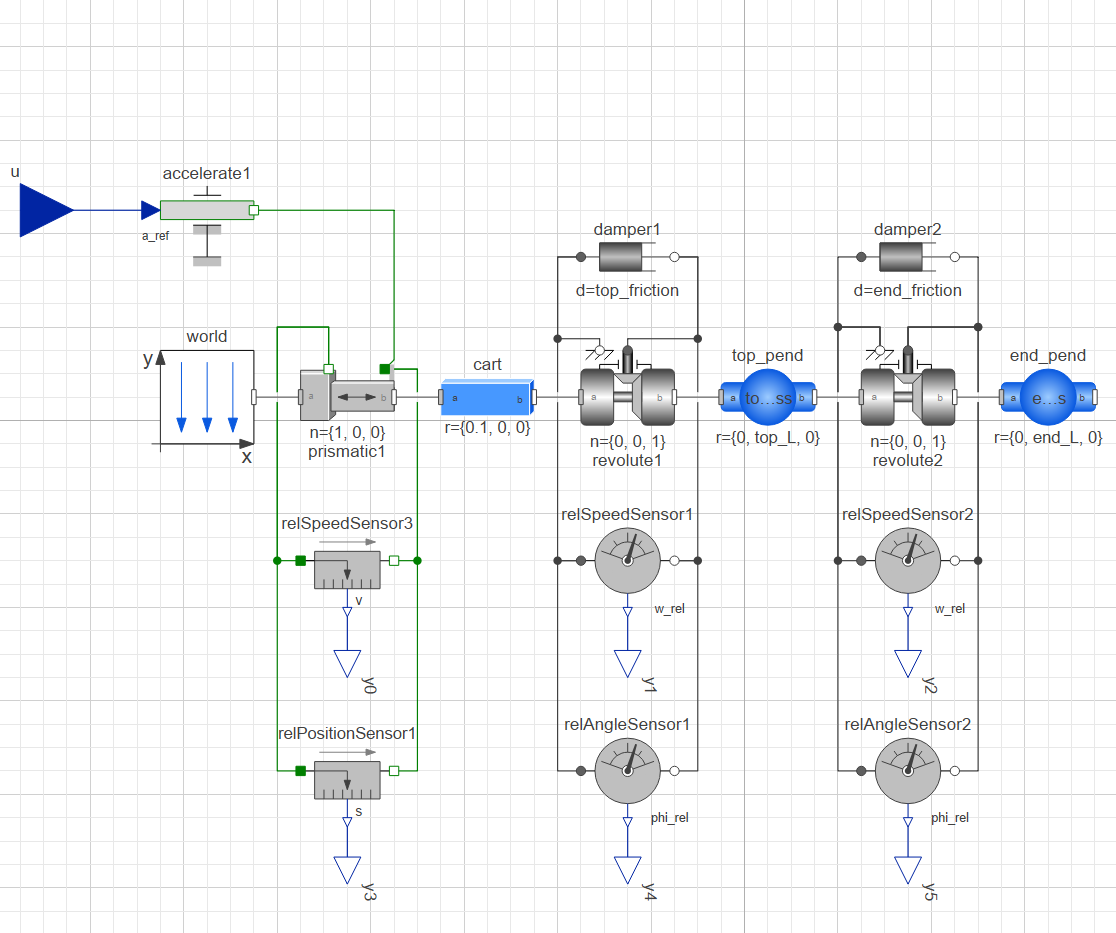 u
accelerate1
a_ref
damper1
d=top_friction
damper2
d=end_friction
world
y
x
a
b
n={1, 0, 0}
prismatic1
cart
a
b
r={0.1, 0, 0}
a
b
n={0, 0, 1}
revolute1
top_pend
a
to...ss
b
r={0, top_L, 0}
a
b
n={0, 0, 1}
revolute2
end_pend
a
e...s
b
r={0, end_L, 0}
relSpeedSensor3
v
y0
relSpeedSensor1
w_rel
y1
relSpeedSensor2
w_rel
y2
relPositionSensor1
s
y3
relAngleSensor1
phi_rel
y4
relAngleSensor2
phi_rel
y5